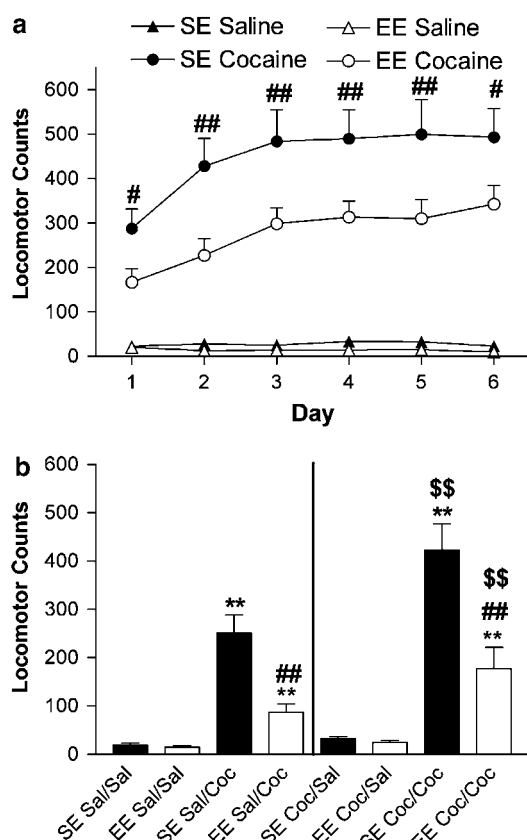 a
SE Saline EE Saline
SE Cocaine EE Cocaine
Locomotor Counts
600
500
400
300
200
100
0
# ## ## ## ## #
1 2 3 4 5 6
Day
b
Locomotor Counts
600
500
400
300
200
100
0
**
##
**
$$
**
$$
##
**
SE Sal/Sal
EE Sal/Sal
SE Sal/Coc
EE Sal/Coc
SE Coc/Sal
EE Coc/Sal
SE Coc/Coc
EE Coc/Coc